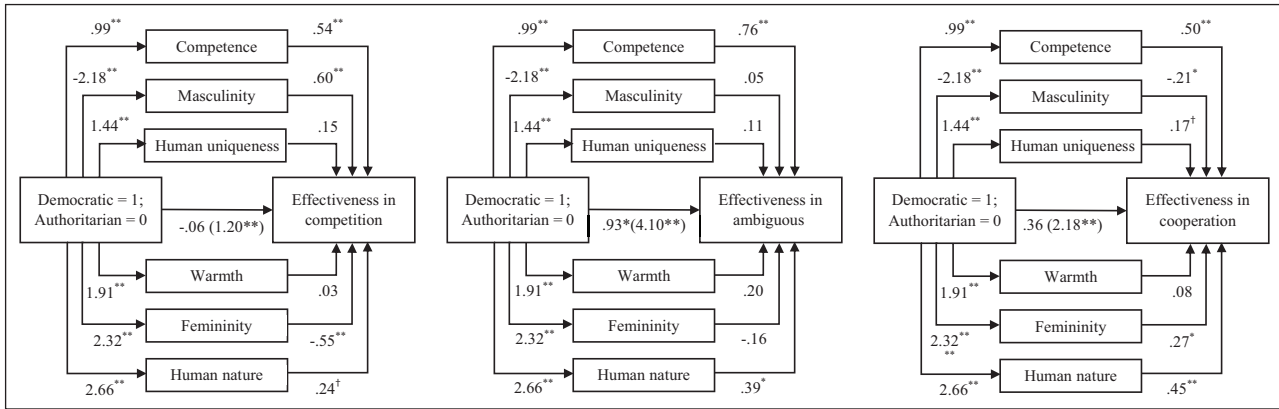 .99** Competence .54**
-2.18** Masculinity .60**
1.44** Human uniqueness .15
Democratic = 1;
Authoritarian = 0
-.06 (1.20**)
Effectiveness in
competition
1.91** Warmth .03
2.32** Femininity -.55**
2.66** Human nature .24†
.99** Competence .76**
-2.18** Masculinity .05
1.44** Human uniqueness .11
Democratic = 1;
Authoritarian = 0
.93*(4.10**)
Effectiveness in
ambiguous
1.91** Warmth .20
2.32** Femininity -.16
2.66** Human nature .39*
.99** Competence .50**
-2.18** Masculinity -.21*
1.44** Human uniqueness .17†
Democratic = 1;
Authoritarian = 0
.36 (2.18**)
Effectiveness in
cooperation
1.91** Warmth .08
2.32** Femininity .27*
**
2.66** Human nature .45**